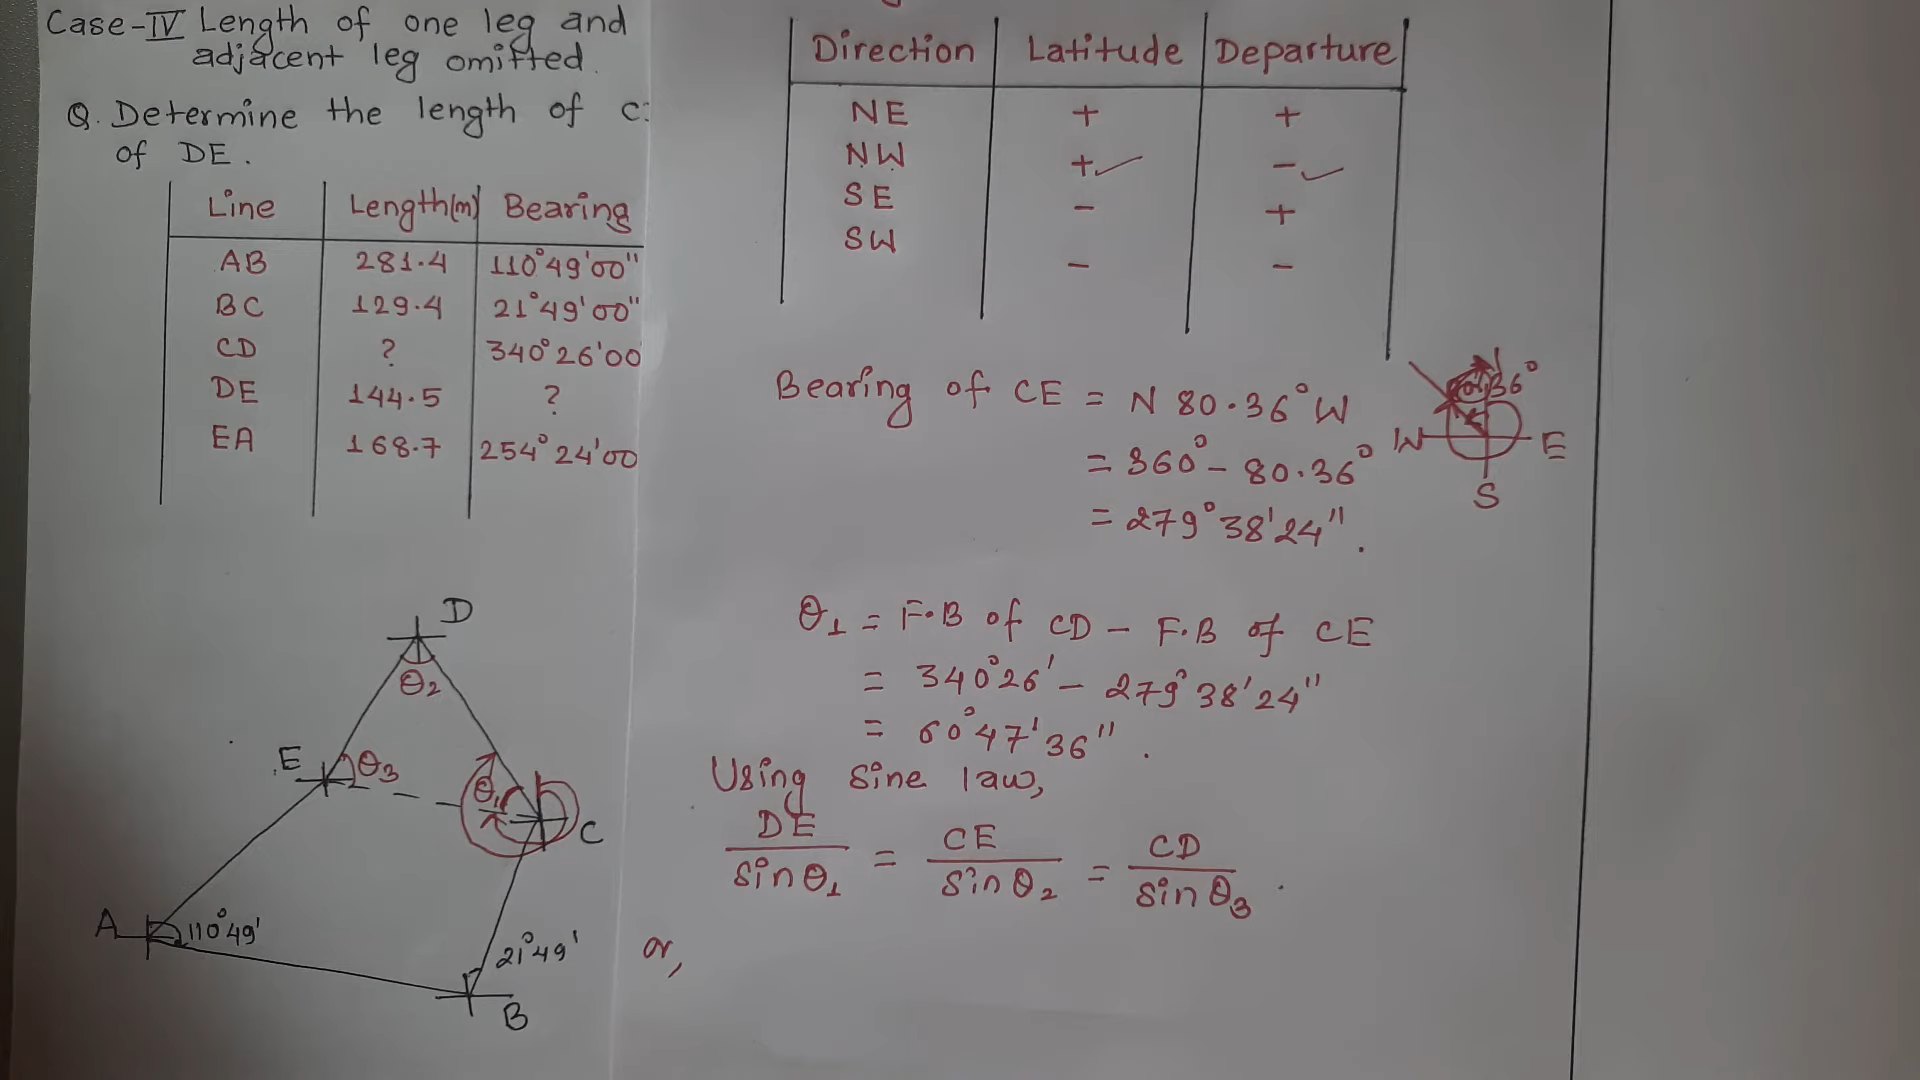 Case-IV Length of one leg and
adjacent leg omitted.
Q. Determine the length of
of DE.
Line Length(m) Bearing
AB 281.4 110°49'00"
BC 129.4 21°49'00"
CD ? 340°26'00
DE 144.5 ?
EA 168.7 254°24'00
D
θ2
E θ3
θ1
C
A 110°49'
21°49'
B
Direction Latitude Departure
NE + +
NW +✓ -✓
SE - +
SW - -
Bearing of CE = N 80.36° W
= 360° - 80.36°
= 279°38'24".
W E
S
θ1 = F.B of CD - F.B of CE
= 340°26' - 279°38'24"
= 60°47'36".
Using Sine law,
DE/sinθ1 = CE/sinθ2 = CD/sinθ3.
or,